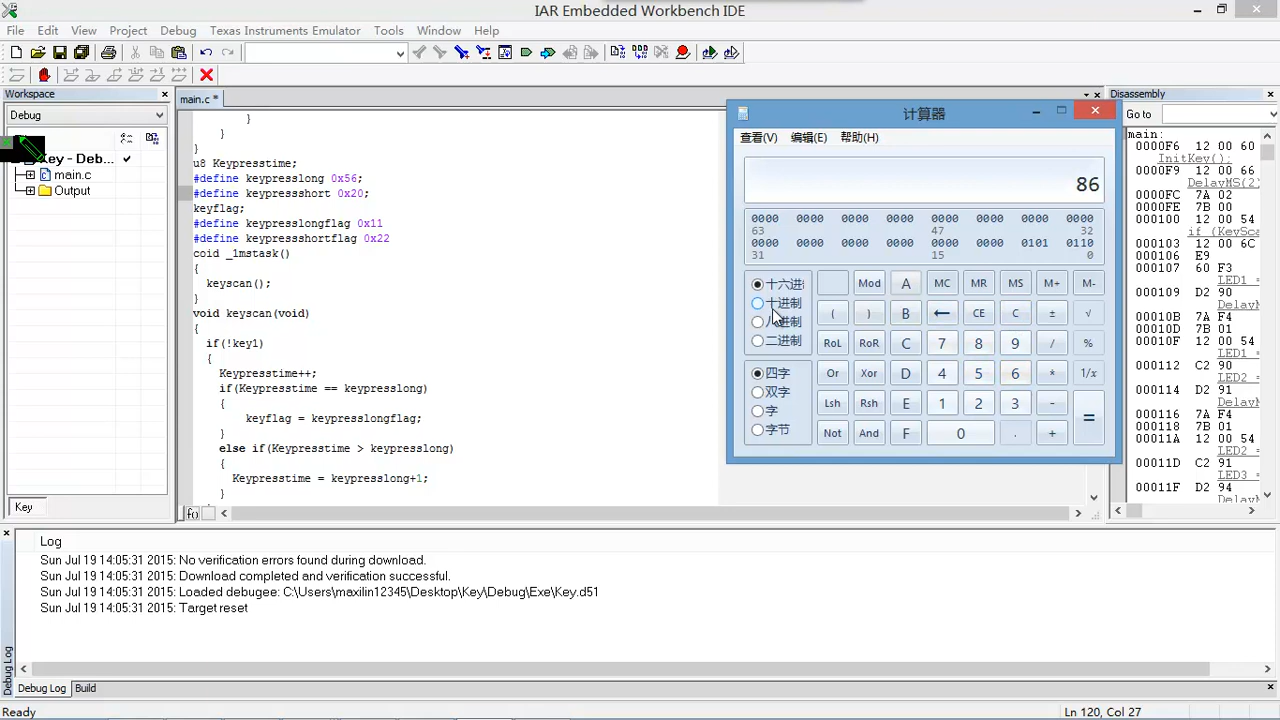 IAR Embedded Workbench IDE
File Edit View Project Debug Texas Instruments Emulator Tools Window Help
Workspace
Debug
Key - Deb...
main.c
Output
Key
main.c *
}
}
}
u8 Keypresstime;
#define keypresslong 0x56;
#define keypressshort 0x20;
keyflag;
#define keypresslongflag 0x11
#define keypressshortflag 0x22
coid _1mstask()
{
keyscan();
}
void keyscan(void)
{
if(!key1)
{
Keypresstime++;
if(Keypresstime == keypresslong)
{
keyflag = keypresslongflag;
}
else if(Keypresstime > keypresslong)
{
Keypresstime = keypresslong+1;
}
计算器
查看(V) 编辑(E) 帮助(H)
86
0000 0000 0000 0000 0000 0000 0000 0000
63 47 32
0000 0000 0000 0000 0000 0000 0101 0110
31 15 0
十六进制 Mod A MC MR MS M+ M-
十进制 ( ) B ← CE C ± √
八进制 RoL RoR C 7 8 9 / %
二进制
四字 Or Xor D 4 5 6 * 1/x
双字 Lsh Rsh E 1 2 3 - =
字
字节 Not And F 0 . +
Disassembly
Go to
main:
0000F6 12 00 60
InitKey();
0000F9 12 00 66
DelayMS(2)
0000FC 7A 02
0000FE 7B 00
000100 12 00 54
if (KeySca
000103 12 00 6C
000106 E9
000107 60 F3
LED1 =
000109 D2 90
DelayM
00010B 7A F4
00010D 7B 01
00010F 12 00 54
LED1 =
000112 C2 90
LED2 =
000114 D2 91
DelayM
000116 7A F4
000118 7B 01
00011A 12 00 54
LED2 =
00011D C2 91
LED3 =
00011F D2 94
DelayM
Log
Sun Jul 19 14:05:31 2015: No verification errors found during download.
Sun Jul 19 14:05:31 2015: Download completed and verification successful.
Sun Jul 19 14:05:31 2015: Loaded debugee: C:\Users\maxilin12345\Desktop\Key\Debug\Exe\Key.d51
Sun Jul 19 14:05:31 2015: Target reset
Debug Log
Debug Log Build
Ready
Ln 120, Col 27